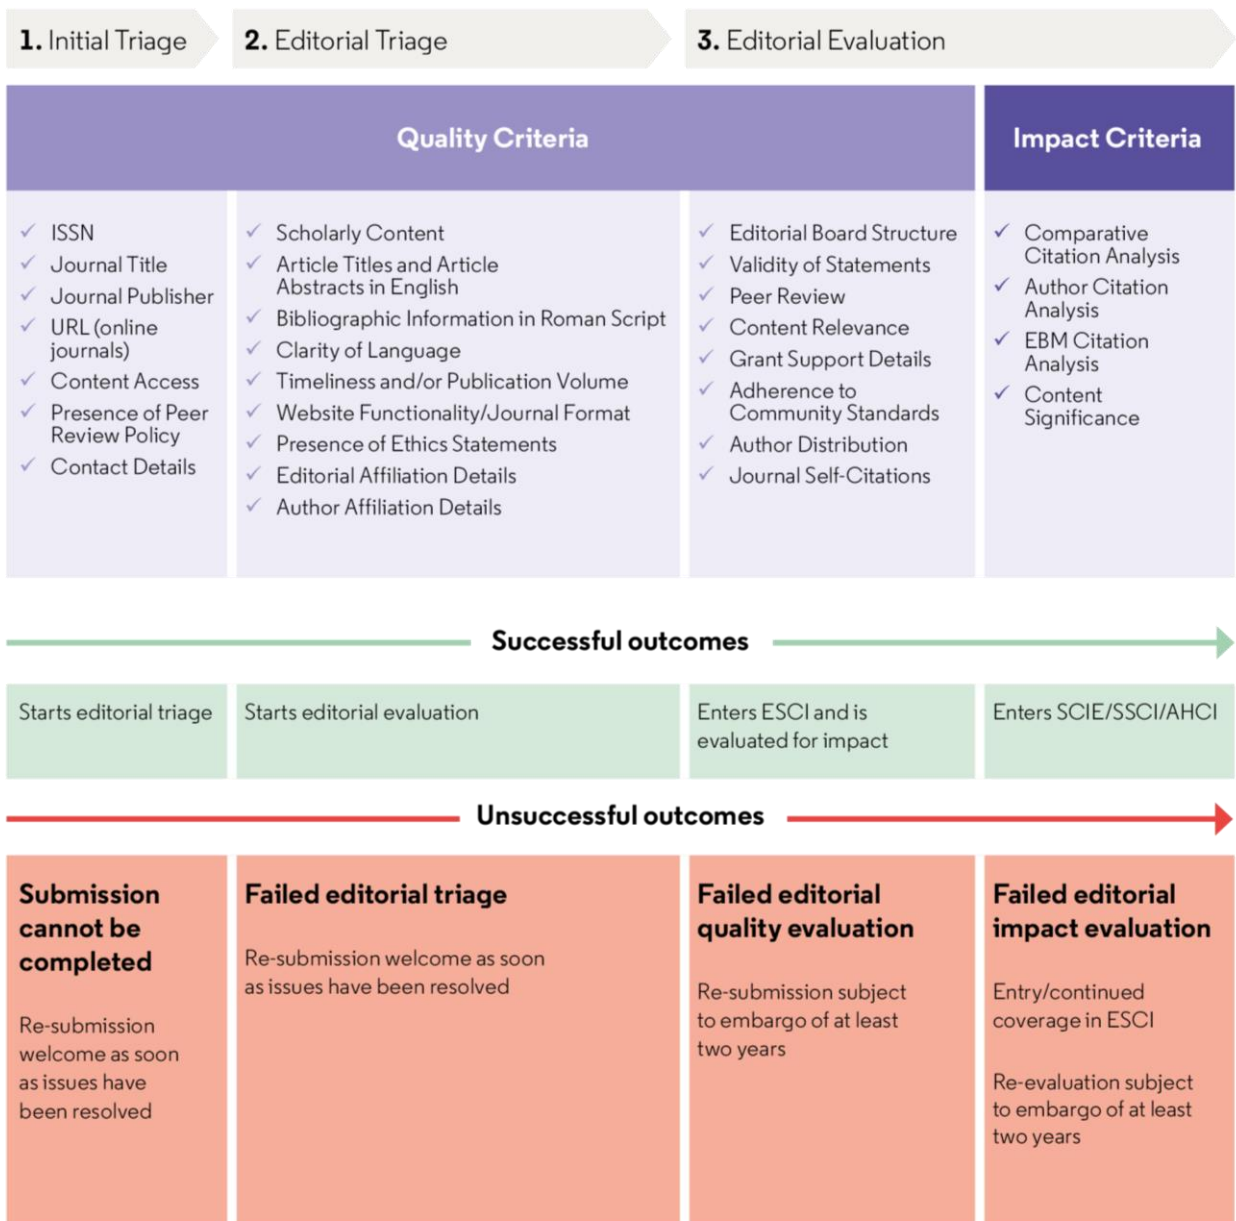 1. Initial Triage
2. Editorial Triage
3. Editorial Evaluation
Quality Criteria
Impact Criteria
✓ ISSN
✓ Journal Title
✓ Journal Publisher
✓ URL (online
journals)
✓ Content Access
✓ Presence of Peer
Review Policy
✓ Contact Details
✓ Scholarly Content
✓ Article Titles and Article
Abstracts in English
✓ Bibliographic Information in Roman Script
✓ Clarity of Language
✓ Timeliness and/or Publication Volume
✓ Website Functionality/Journal Format
✓ Presence of Ethics Statements
✓ Editorial Affiliation Details
✓ Author Affiliation Details
✓ Editorial Board Structure
✓ Validity of Statements
✓ Peer Review
✓ Content Relevance
✓ Grant Support Details
✓ Adherence to
Community Standards
✓ Author Distribution
✓ Journal Self-Citations
✓ Comparative
Citation Analysis
✓ Author Citation
Analysis
✓ EBM Citation
Analysis
✓ Content
Significance
Successful outcomes
Starts editorial triage
Starts editorial evaluation
Enters ESCI and is
evaluated for impact
Enters SCIE/SSCI/AHCI
Unsuccessful outcomes
Submission
cannot be
completed
Re-submission
welcome as soon
as issues have
been resolved
Failed editorial triage
Re-submission welcome as soon
as issues have been resolved
Failed editorial
quality evaluation
Re-submission subject
to embargo of at least
two years
Failed editorial
impact evaluation
Entry/continued
coverage in ESCI
Re-evaluation subject
to embargo of at least
two years